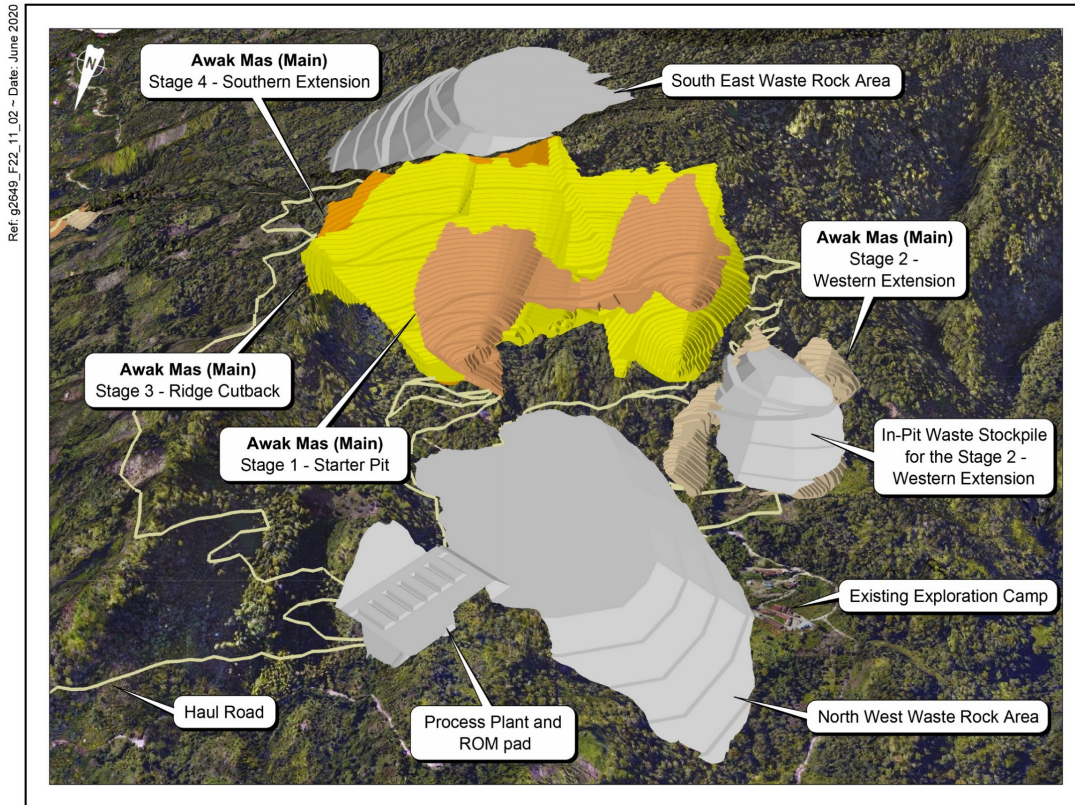 Ref: g2649_F22_11_02 ~ Date: June 2020
N
Awak Mas (Main)
Stage 4 - Southern Extension
South East Waste Rock Area
Awak Mas (Main)
Stage 2 -
Western Extension
Awak Mas (Main)
Stage 3 - Ridge Cutback
Awak Mas (Main)
Stage 1 - Starter Pit
In-Pit Waste Stockpile
for the Stage 2 -
Western Extension
Existing Exploration Camp
Haul Road
Process Plant and
ROM pad
North West Waste Rock Area